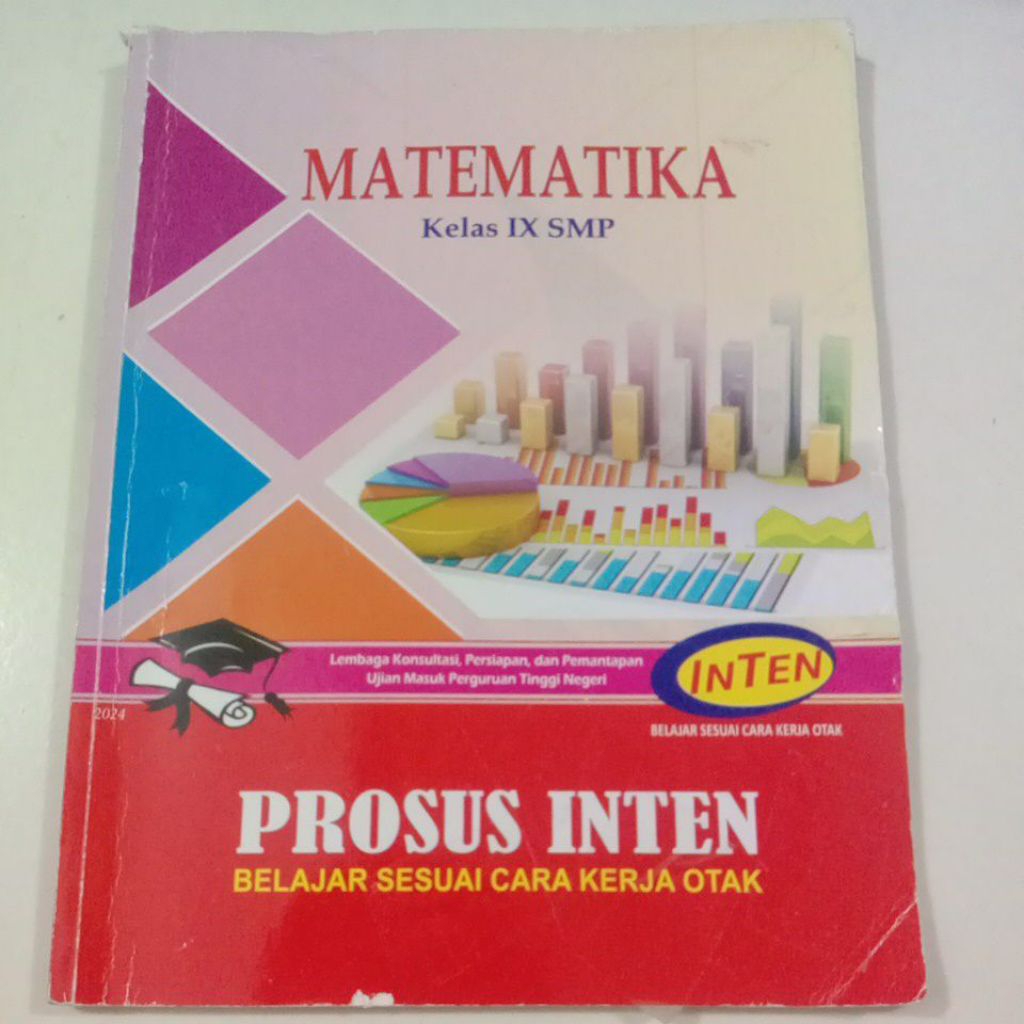 MATEMATIKA
Kelas IX SMP
Lembaga Konsultasi, Persiapan, dan Pemantapan
Ujian Masuk Perguruan Tinggi Negeri
INTEN
BELAJAR SESUAI CARA KERJA OTAK
2024
PROSUS INTEN
BELAJAR SESUAI CARA KERJA OTAK